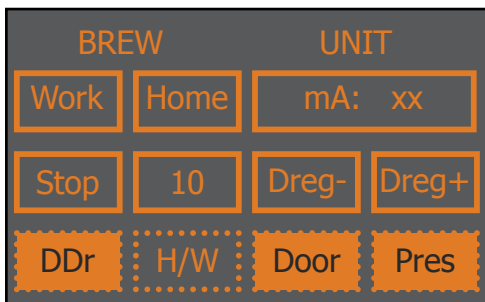 BREW UNIT
Work Home mA: xx
Stop 10 Dreg- Dreg+
DDr H/W Door Pres